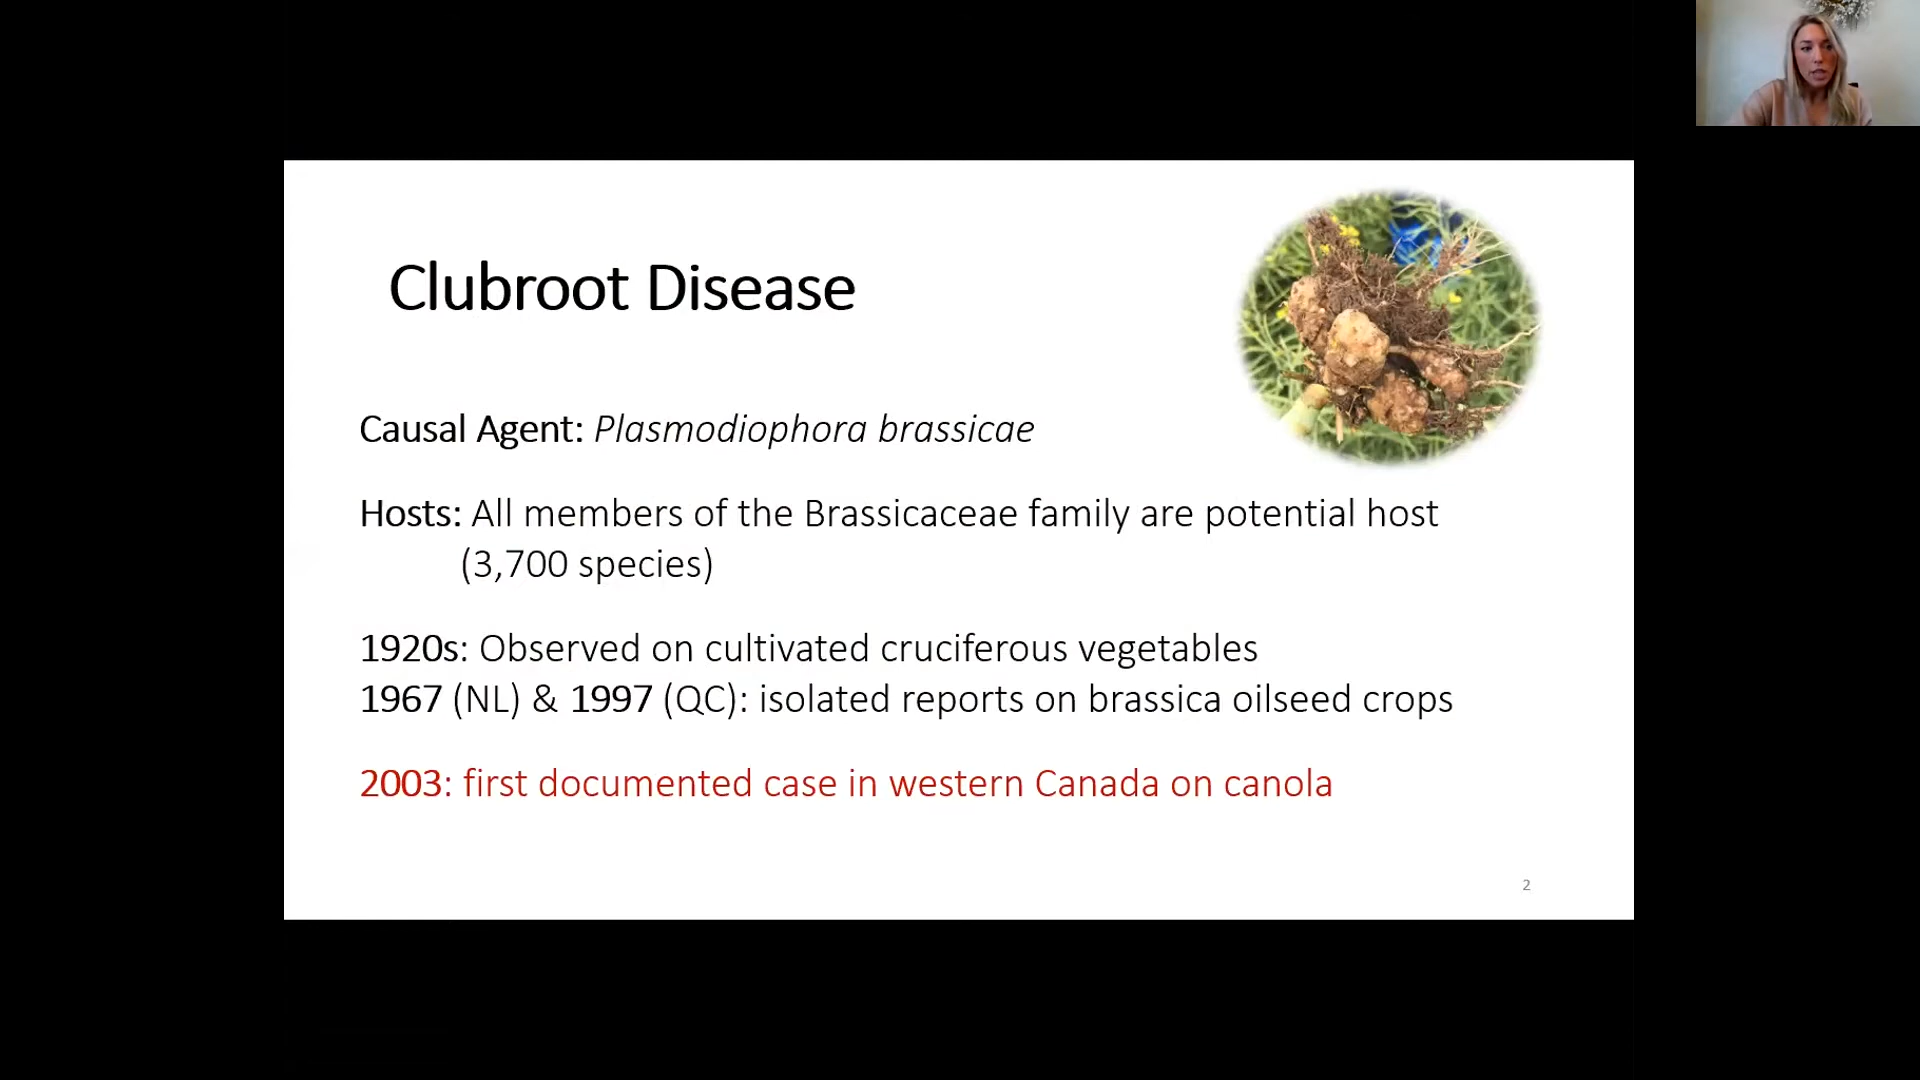 Clubroot Disease
Causal Agent: Plasmodiophora brassicae
Hosts: All members of the Brassicaceae family are potential host
(3,700 species)
1920s: Observed on cultivated cruciferous vegetables
1967 (NL) & 1997 (QC): isolated reports on brassica oilseed crops
2003: first documented case in western Canada on canola
2